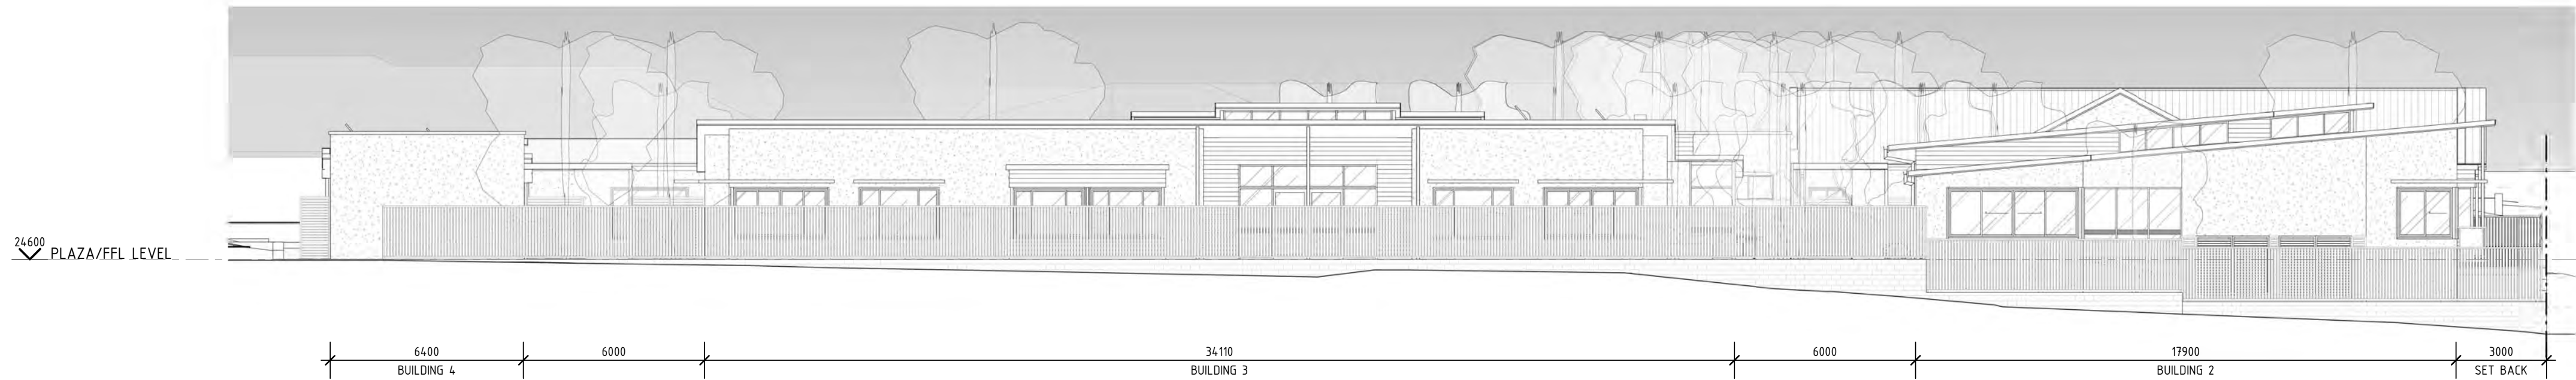 24600
PLAZA/FFL LEVEL
6400
6000
34110
6000
17900
3000
BUILDING 4
BUILDING 3
BUILDING 2
SET BACK